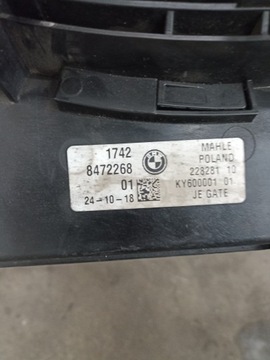 1742
8472268
01
24-10-18
MAHLE
POLAND
228281 10
KY600001 01
JE GATE